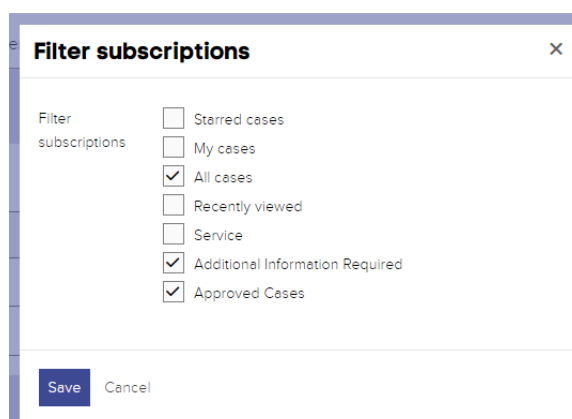 Filter subscriptions
Filter
subscriptions
Starred cases
My cases
All cases
Recently viewed
Service
Additional Information Required
Approved Cases
Save Cancel